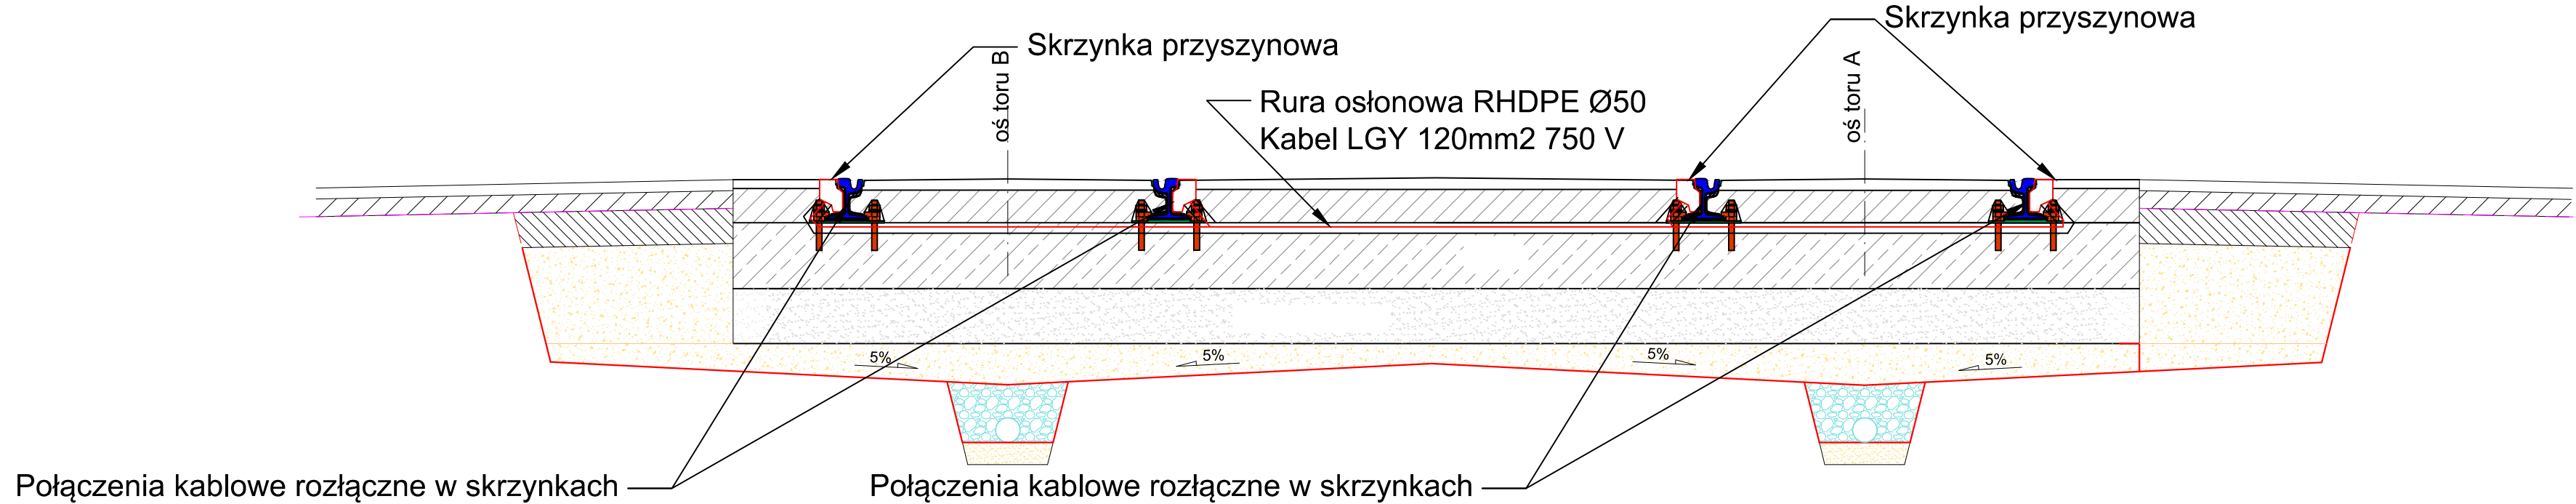 Skrzynka przyszynowa
Skrzynka przyszynowa
oś toru B
oś toru A
Rura osłonowa RHDPE Ø50
Kabel LGY 120mm2 750 V
5%
5%
5%
5%
Połączenia kablowe rozłączne w skrzynkach
Połączenia kablowe rozłączne w skrzynkach